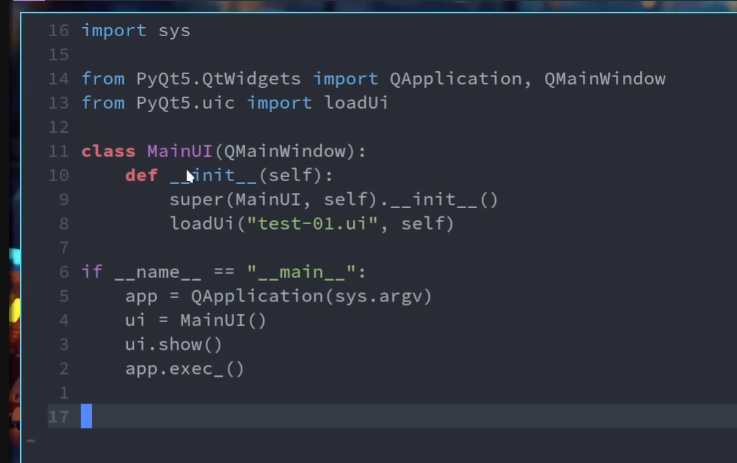 16 import sys
15
14 from PyQt5.QtWidgets import QApplication, QMainWindow
13 from PyQt5.uic import loadUi
12
11 class MainUI(QMainWindow):
10     def __init__(self):
9         super(MainUI, self).__init__()
8         loadUi("test-01.ui", self)
7
6 if __name__ == "__main__":
5     app = QApplication(sys.argv)
4     ui = MainUI()
3     ui.show()
2     app.exec_()
1
17
~